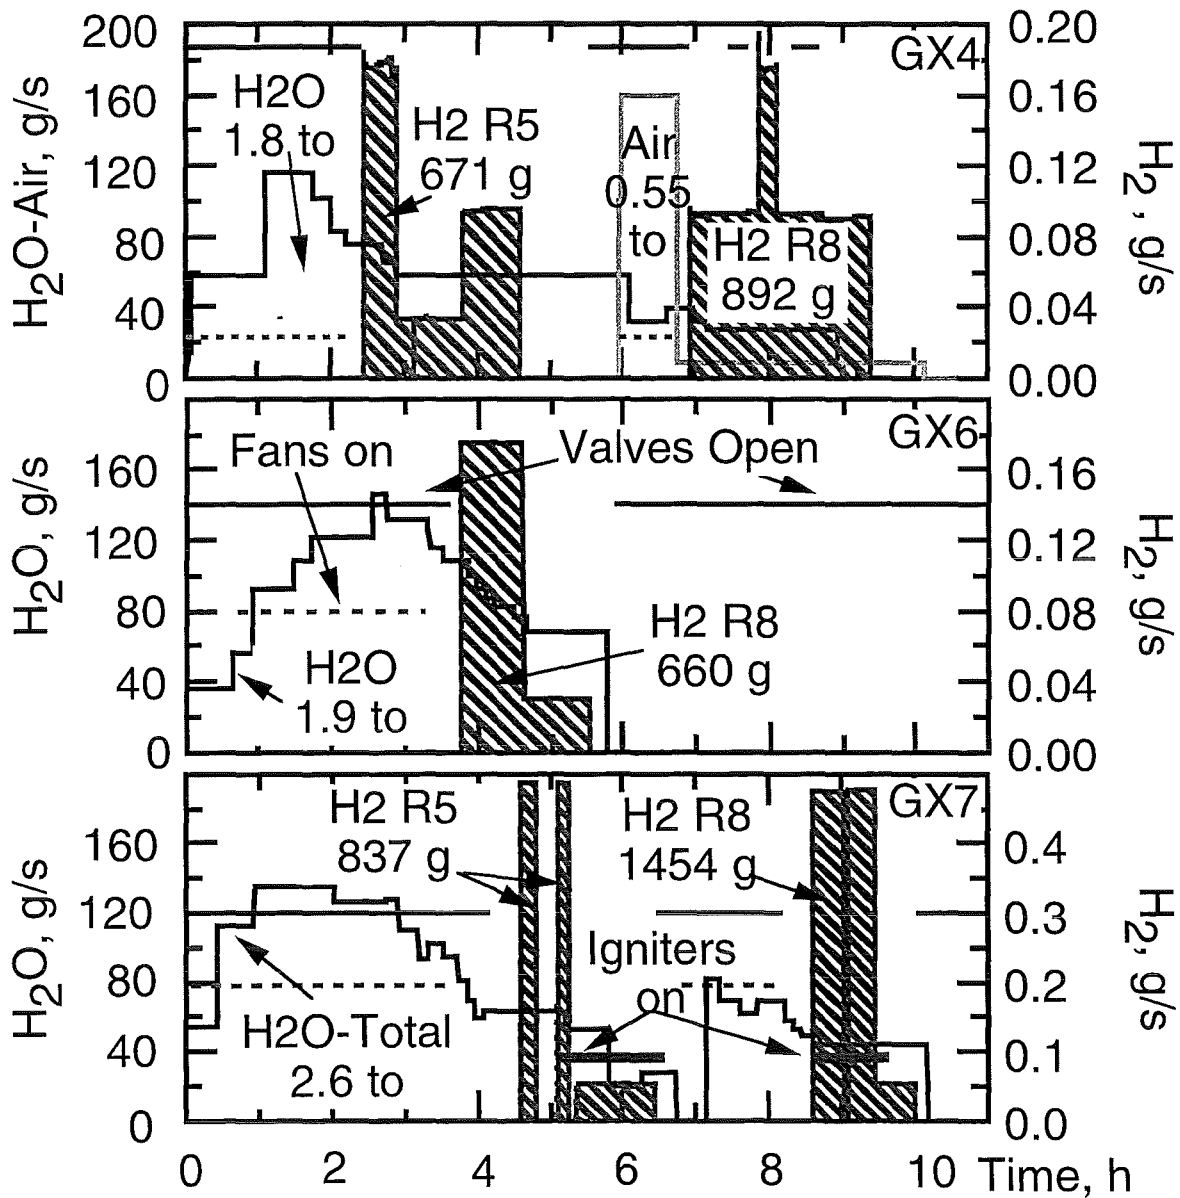 200
160
120
80
40
0
H2O-Air, g/s
H2O
1.8 to
H2 R5
671 g
Air
0.55
to
H2 R8
892 g
GX4
0.20
0.16
0.12
0.08
0.04
0.00
H2, g/s
160
120
80
40
0
H2O, g/s
Fans on
Valves Open
H2O
1.9 to
H2 R8
660 g
GX6
0.16
0.12
0.08
0.04
0.00
H2, g/s
160
120
80
40
0
H2O, g/s
H2 R5
837 g
H2 R8
1454 g
Igniters
on
H2O-Total
2.6 to
GX7
0.4
0.3
0.2
0.1
0.0
H2, g/s
0 2 4 6 8 10 Time, h